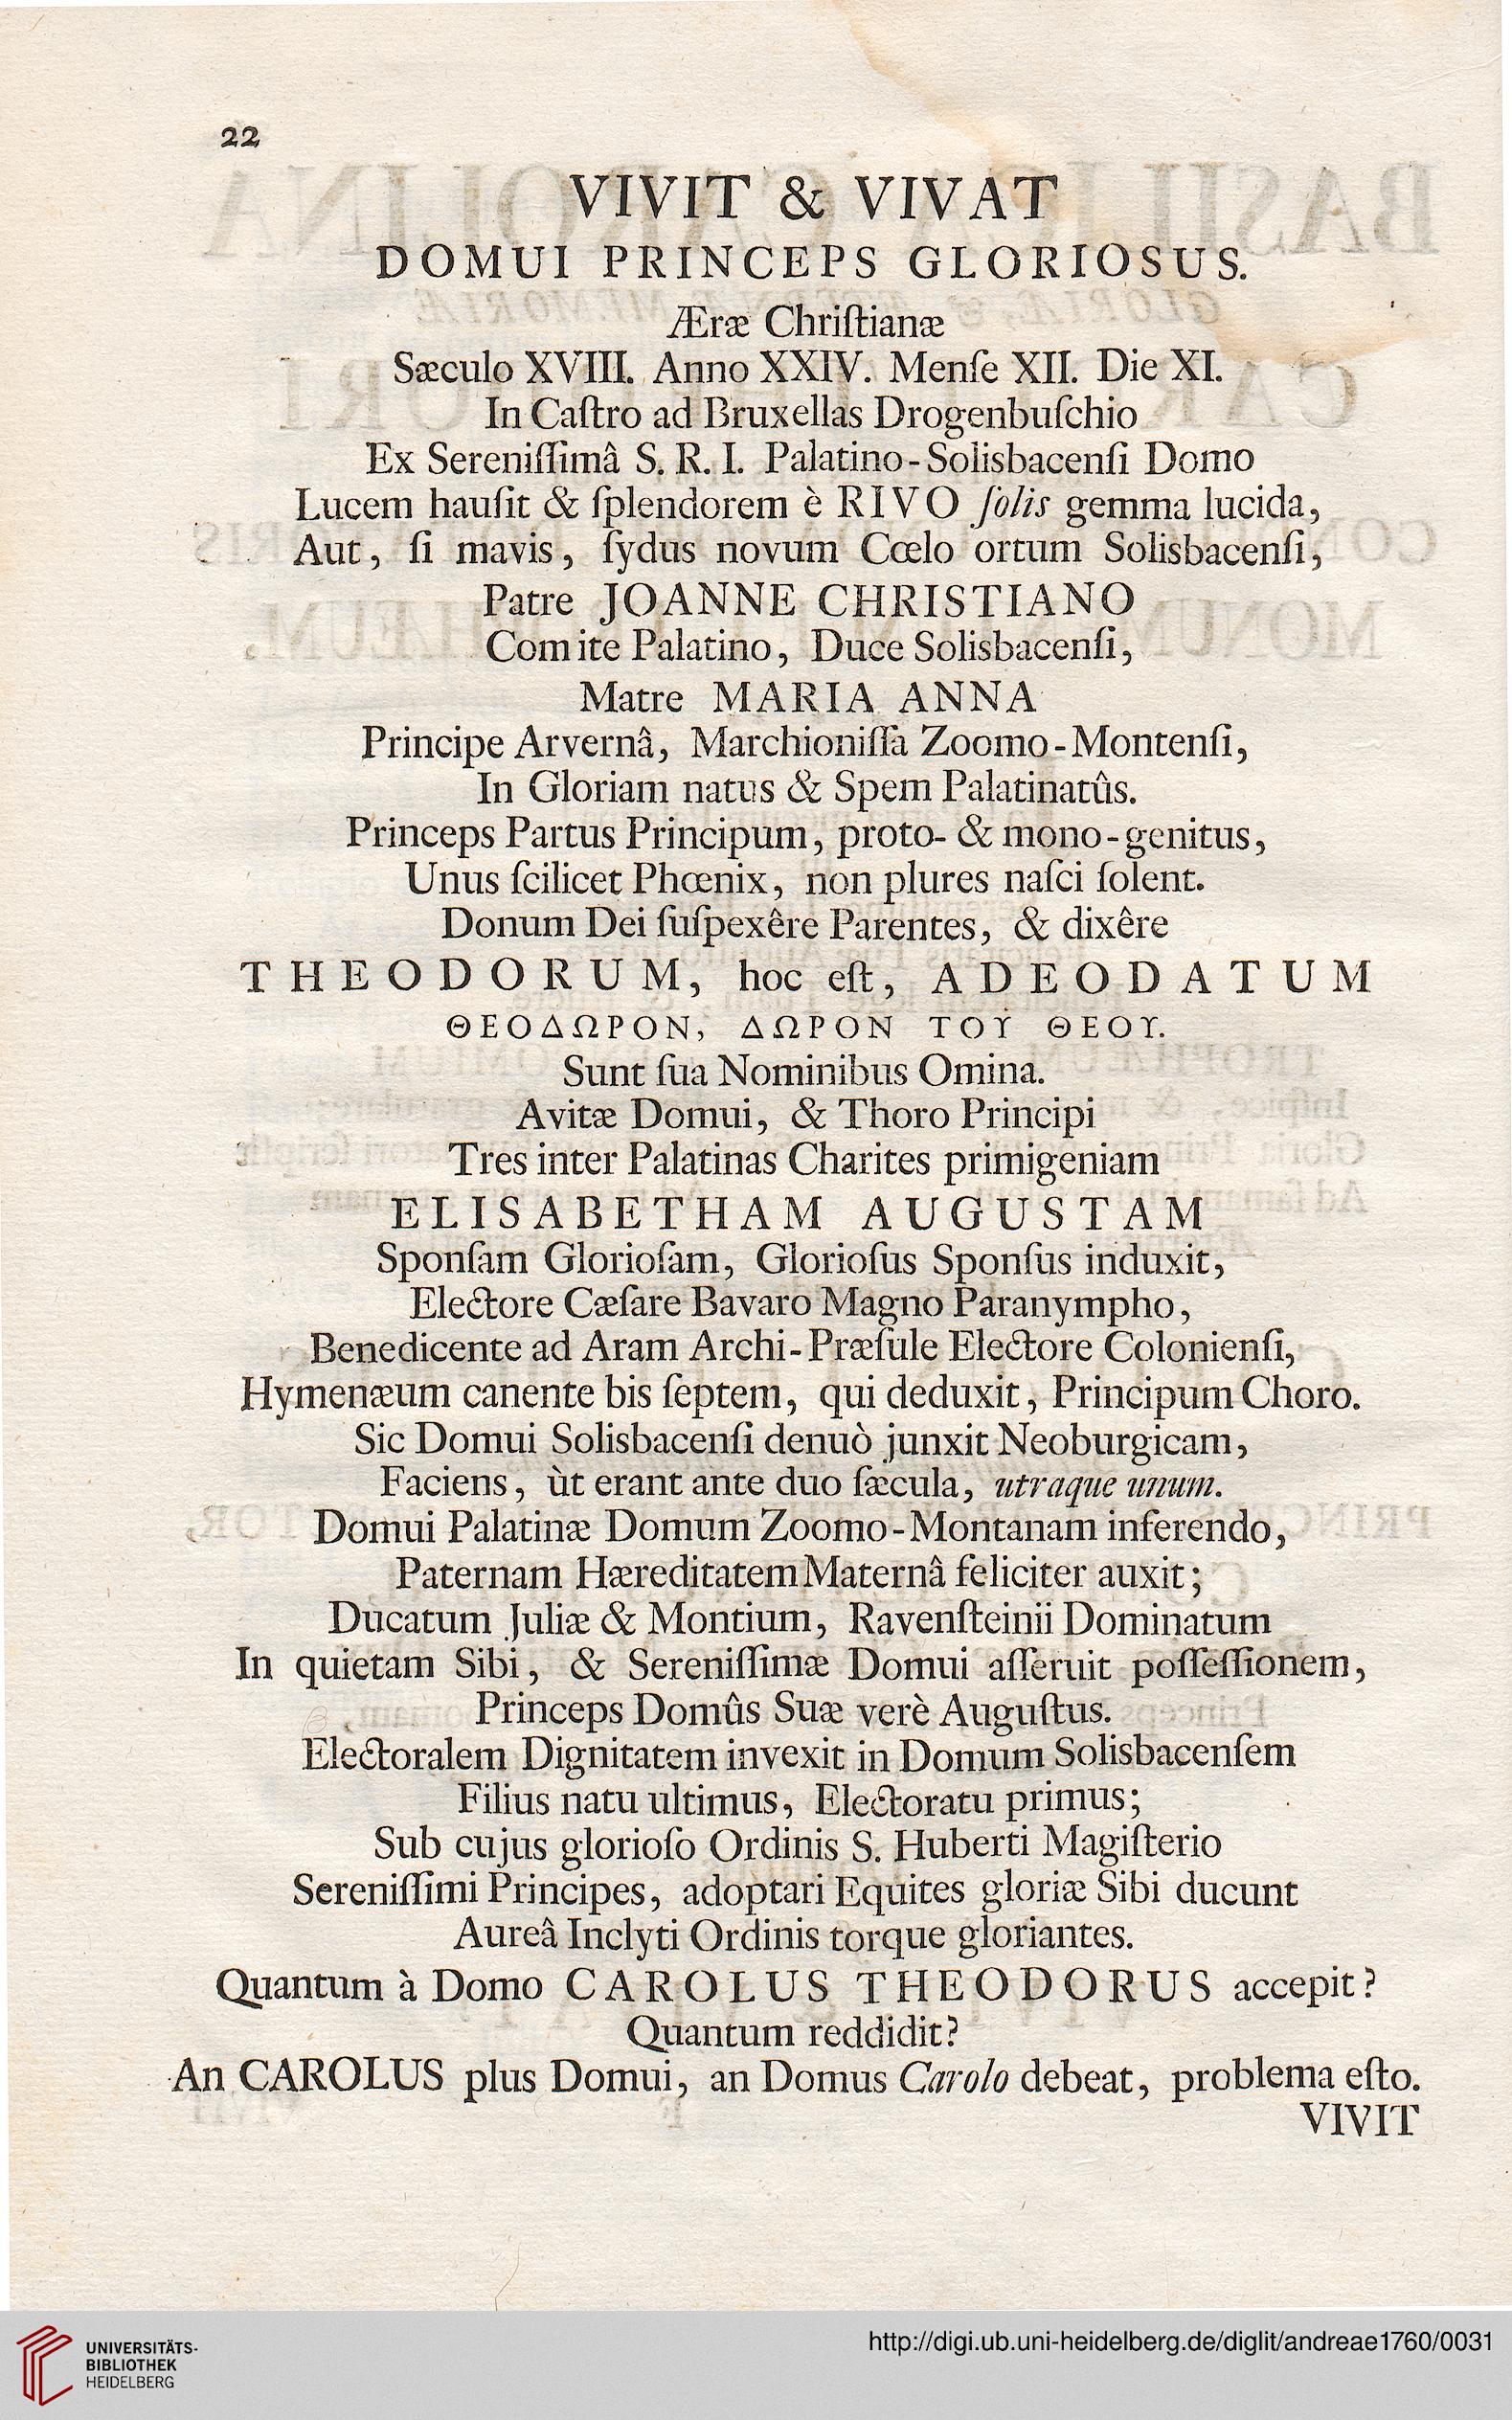 22
VIVIT & VIVAT
DOMUI PRINCEPS GLORIOSUS.
Æræ Chriſtianæ
Sæculo XVIII. Anno XXIV. Menſe XII. Die XI.
In Caſtro ad Bruxellas Drogenbuſchio
Ex Sereniſſimâ S. R. I. Palatino-Solisbacenſi Domo
Lucem hauſit & ſplendorem è RIVO ſolis gemma lucida,
Aut, ſi mavis, ſydus novum Cœlo ortum Solisbacenſi,
Patre JOANNE CHRISTIANO
Comite Palatino, Duce Solisbacenſi,
Matre MARIA ANNA
Principe Arvernâ, Marchioniſſà Zoomo-Montenſi,
In Gloriam natus & Spem Palatinatûs.
Princeps Partus Principum, proto- & mono-genitus,
Unus ſcilicet Phœnix, non plures naſci ſolent.
Donum Dei ſuſpexêre Parentes, & dixêre
THEODORUM, hoc eſt, ADEODATUM
ΘΕΟΔΩΡΟΝ, ΔΩΡΟΝ ΤΟΥ ΘΕΟΥ.
Sunt ſua Nominibus Omina.
Avitæ Domui, & Thoro Principi
Tres inter Palatinas Charites primigeniam
ELISABETHAM AUGUSTAM
Sponſam Glorioſam, Glorioſus Sponſus induxit,
Electore Cæſare Bavaro Magno Paranympho,
Benedicente ad Aram Archi-Præſule Electore Colonienſi,
Hymenæum canente bis ſeptem, qui deduxit, Principum Choro.
Sic Domui Solisbacenſi denuò junxit Neoburgicam,
Faciens, ùt erant ante duo ſæcula, utraque unum.
Domui Palatinæ Domum Zoomo-Montanam inferendo,
Paternam Hæreditatem Maternâ feliciter auxit;
Ducatum Juliæ & Montium, Ravenſteinii Dominatum
In quietam Sibi, & Sereniſſimæ Domui aſſeruit poſſeſſionem,
Princeps Domûs Suæ verè Auguſtus.
Electoralem Dignitatem invexit in Domum Solisbacenſem
Filius natu ultimus, Electoratu primus;
Sub cujus glorioſo Ordinis S. Huberti Magiſterio
Sereniſſimi Principes, adoptari Equites gloriæ Sibi ducunt
Aureâ Inclyti Ordinis torque gloriantes.
Quantum à Domo CAROLUS THEODORUS accepit?
Quantum reddidit?
An CAROLUS plus Domui, an Domus Carolo debeat, problema eſto.
VIVIT
UNIVERSITÄTS-
BIBLIOTHEK
HEIDELBERG
http://digi.ub.uni-heidelberg.de/diglit/andreae1760/0031